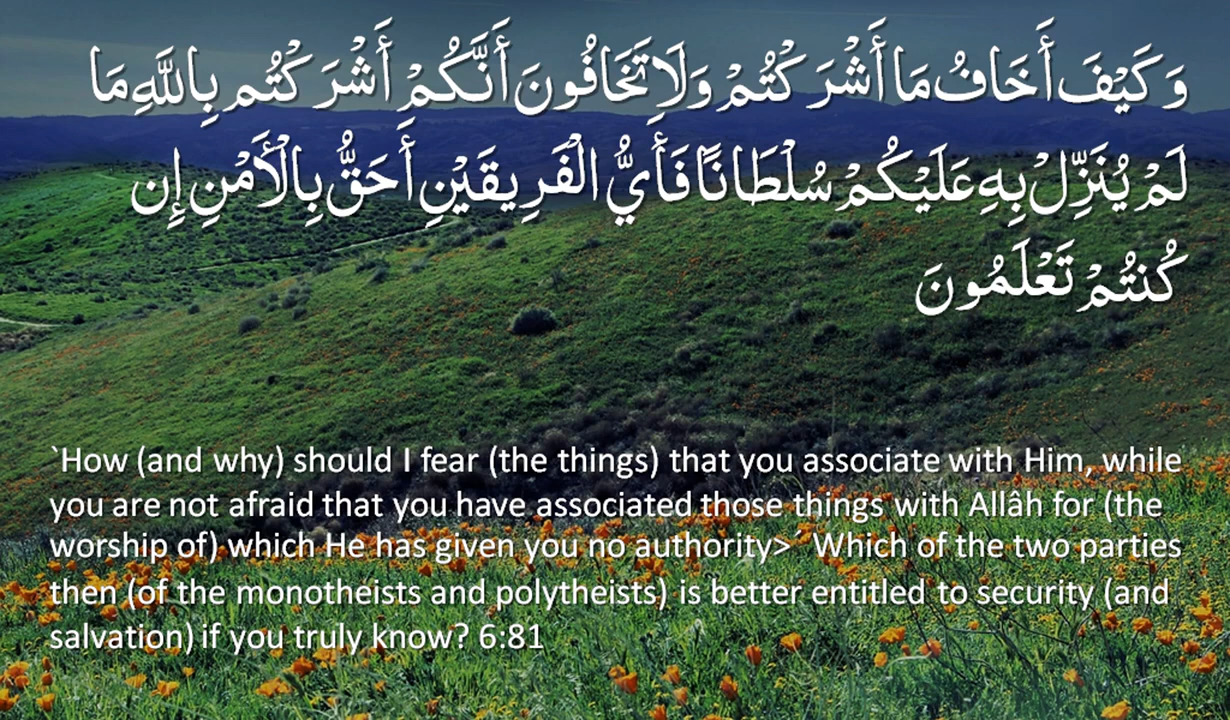 وَكَيْفَ أَخَافُ مَا أَشْرَكْتُمْ وَلَا تَخَافُونَ أَنَّكُمْ أَشْرَكْتُم بِاللَّهِ مَا
لَمْ يُنَزِّلْ بِهِ عَلَيْكُمْ سُلْطَانًا فَأَيُّ الْفَرِيقَيْنِ أَحَقُّ بِالْأَمْنِ إِن
كُنتُمْ تَعْلَمُونَ
`How (and why) should I fear (the things) that you associate with Him, while
you are not afraid that you have associated those things with Allâh for (the
worship of) which He has given you no authority> Which of the two parties
then (of the monotheists and polytheists) is better entitled to security (and
salvation) if you truly know? 6:81